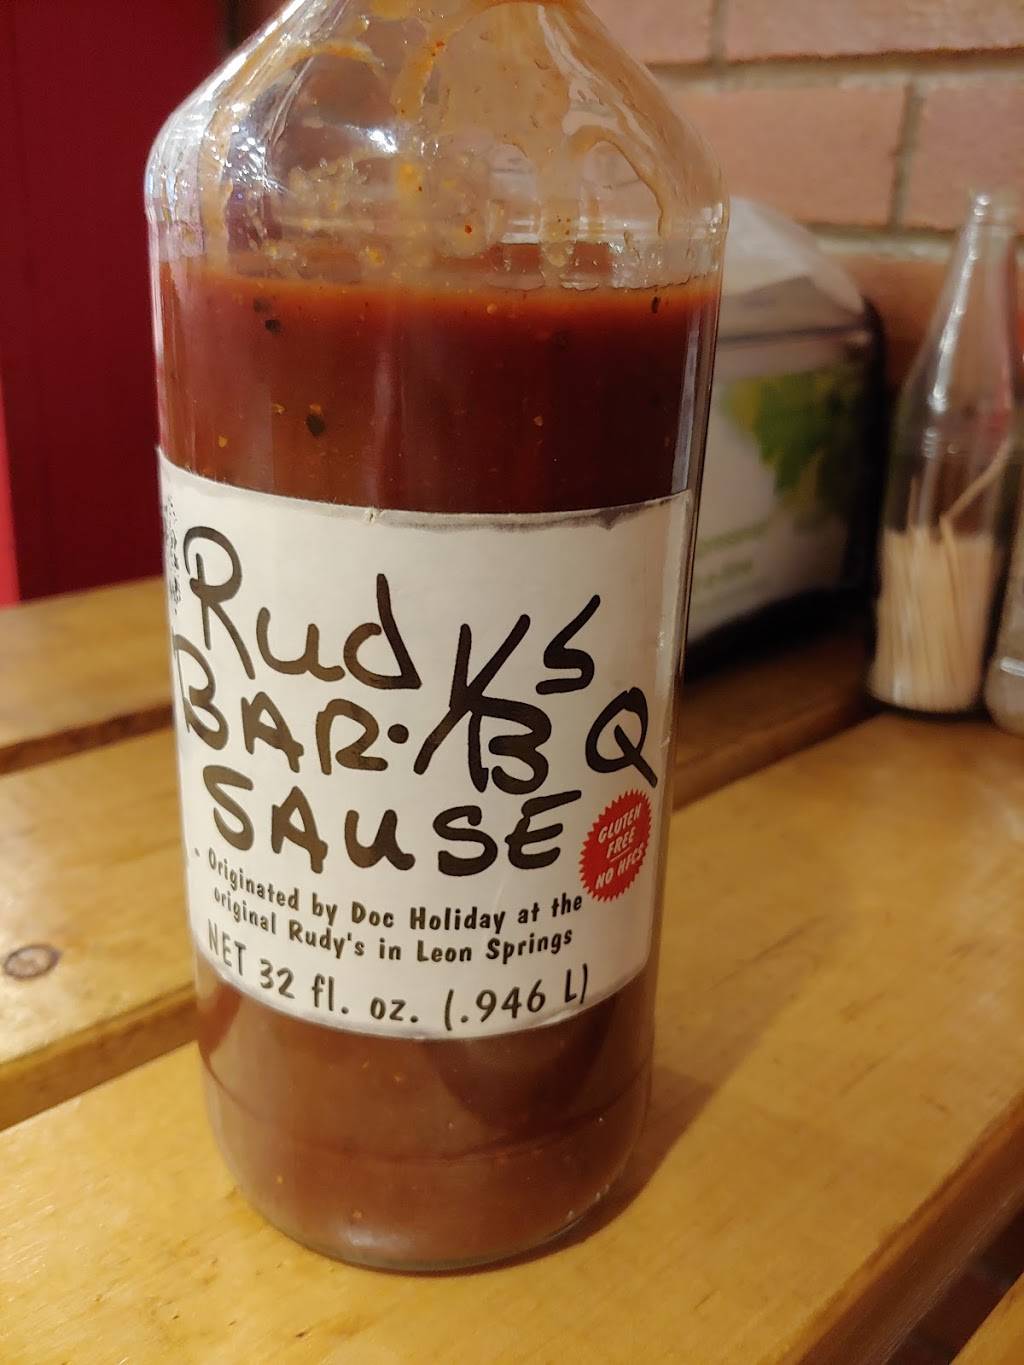 Rudys
BAR·BQ
SAUSE
GLUTEN
FREE
NO HFCS
Originated by Doc Holiday at the
original Rudy's in Leon Springs
NET 32 fl. oz. (.946 L)